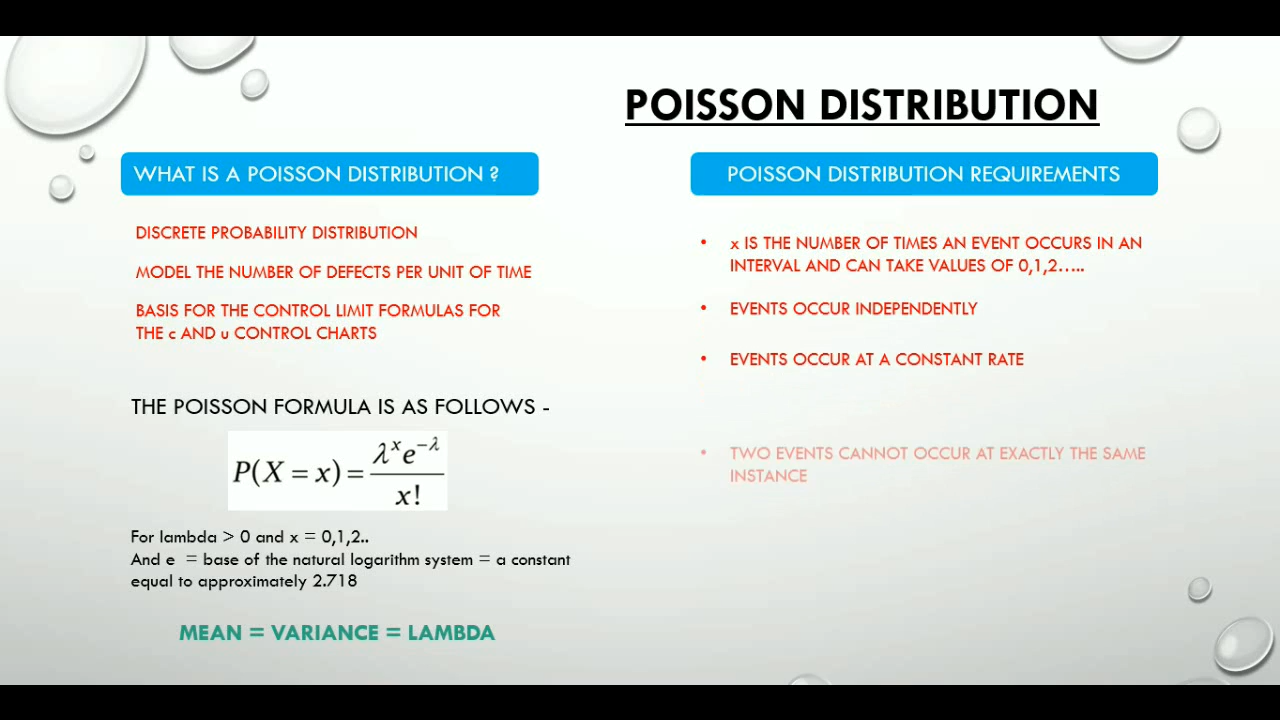 POISSON DISTRIBUTION
WHAT IS A POISSON DISTRIBUTION ?
DISCRETE PROBABILITY DISTRIBUTION
MODEL THE NUMBER OF DEFECTS PER UNIT OF TIME
BASIS FOR THE CONTROL LIMIT FORMULAS FOR
THE c AND u CONTROL CHARTS
THE POISSON FORMULA IS AS FOLLOWS -
P(X = x) = λ^x e^−λ / x!
For lambda > 0 and x = 0,1,2..
And e = base of the natural logarithm system = a constant
equal to approximately 2.718
MEAN = VARIANCE = LAMBDA
POISSON DISTRIBUTION REQUIREMENTS
• x IS THE NUMBER OF TIMES AN EVENT OCCURS IN AN
INTERVAL AND CAN TAKE VALUES OF 0,1,2…..
• EVENTS OCCUR INDEPENDENTLY
• EVENTS OCCUR AT A CONSTANT RATE
• TWO EVENTS CANNOT OCCUR AT EXACTLY THE SAME
INSTANCE